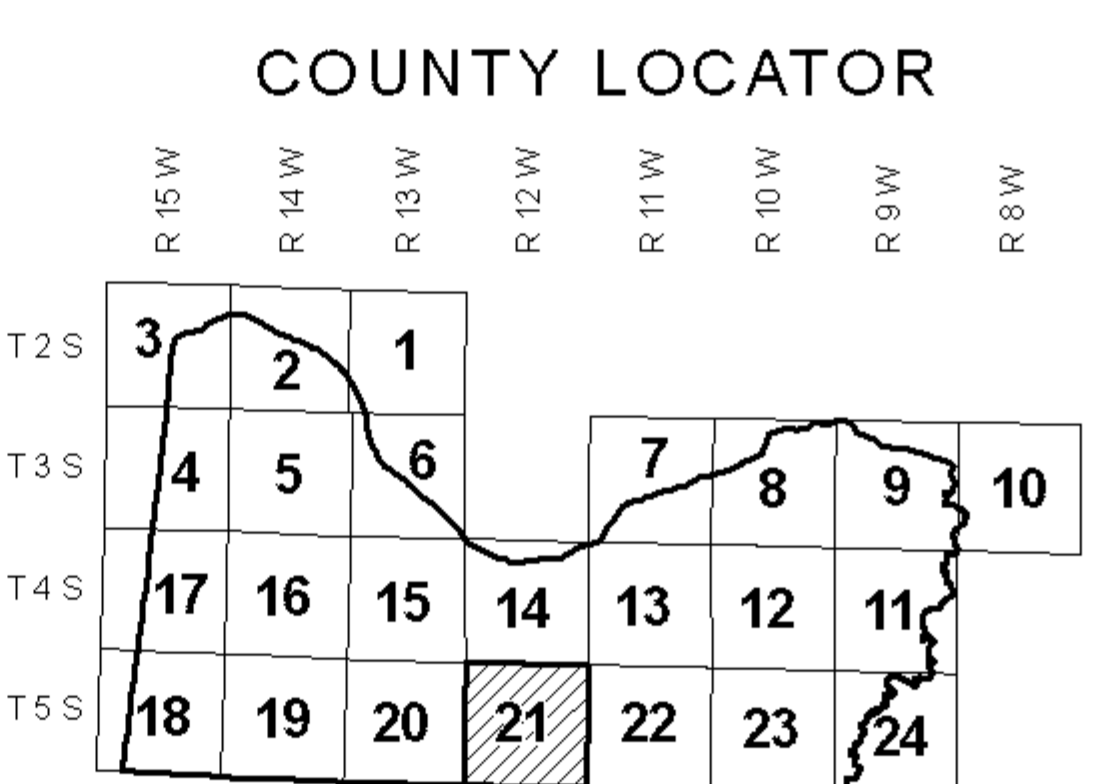 COUNTY LOCATOR
R 15 W R 14 W R 13 W R 12 W R 11 W R 10 W R 9 W R 8 W
T 2 S 3 2 1
T 3 S 4 5 6 7 8 9 10
T 4 S 17 16 15 14 13 12 11
T 5 S 18 19 20 21 22 23 24